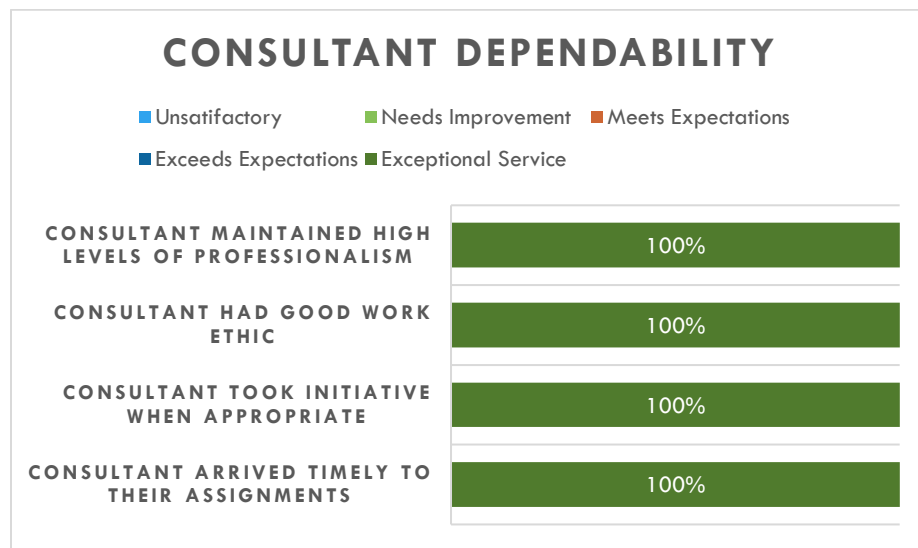 CONSULTANT DEPENDABILITY
Unsatifactory Needs Improvement Meets Expectations
Exceeds Expectations Exceptional Service
CONSULTANT MAINTAINED HIGH
LEVELS OF PROFESSIONALISM
100%
CONSULTANT HAD GOOD WORK
ETHIC
100%
CONSULTANT TOOK INITIATIVE
WHEN APPROPRIATE
100%
CONSULTANT ARRIVED TIMELY TO
THEIR ASSIGNMENTS
100%